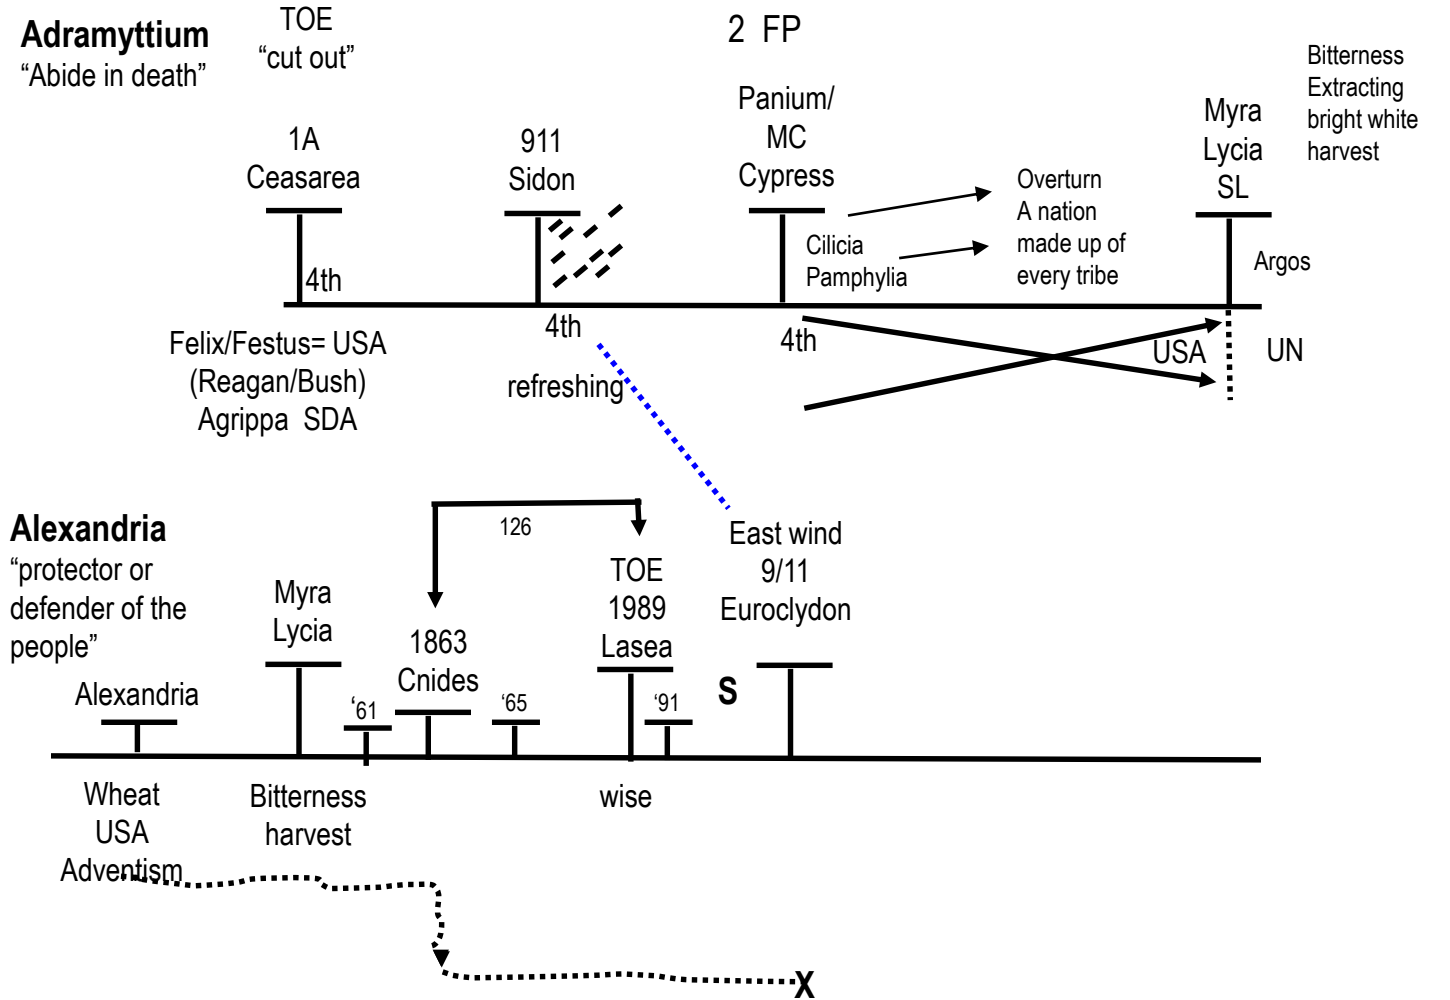 Adramyttium
“Abide in death”
TOE
“cut out”
2 FP
Bitterness
Extracting
bright white
harvest
1A
Ceasarea
911
Sidon
Panium/
MC
Cypress
Myra
Lycia
SL
Overturn
A nation
made up of
every tribe
Cilicia
Pamphylia
Argos
4th
4th
4th
Felix/Festus= USA
(Reagan/Bush)
Agrippa SDA
refreshing
USA
UN
Alexandria
“protector or
defender of the
people”
126
East wind
9/11
Euroclydon
TOE
1989
Lasea
Myra
Lycia
1863
Cnides
Alexandria
‘61
‘65
‘91
S
Wheat
USA
Adventism
Bitterness
harvest
wise
X